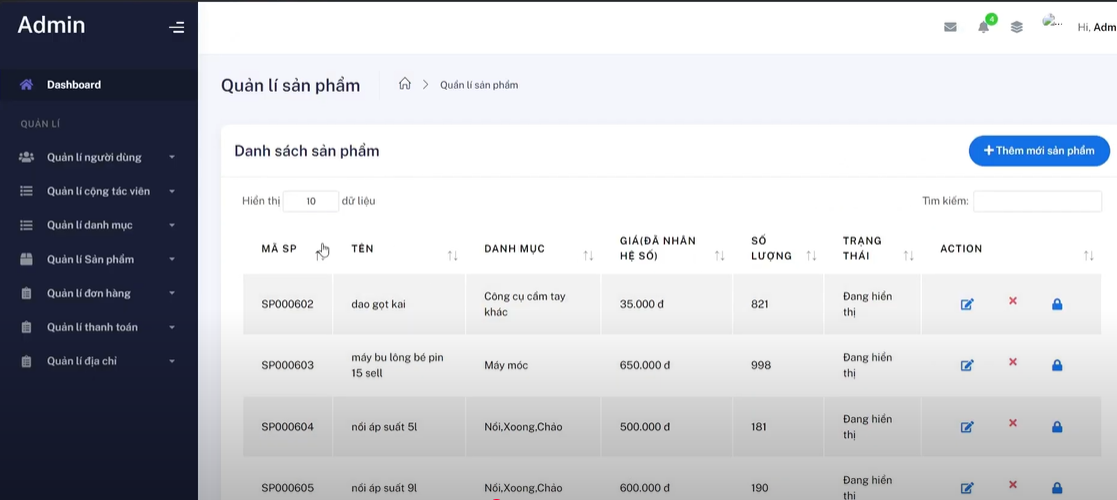 Admin
4
Hi, Adm
Dashboard
Quản lí sản phẩm
Quản lí sản phẩm
QUẢN LÍ
Quản lí người dùng
Quản lí cộng tác viên
Quản lí danh mục
Quản lí Sản phẩm
Quản lí đơn hàng
Quản lí thanh toán
Quản lí địa chỉ
Danh sách sản phẩm
Thêm mới sản phẩm
Hiển thị 10 dữ liệu
Tìm kiếm:
MÃ SP
TÊN
DANH MỤC
GIÁ(ĐÃ NHÂN
HỆ SỐ)
SỐ
LƯỢNG
TRẠNG
THÁI
ACTION
SP000602
dao gọt kai
Công cụ cầm tay
khác
35.000 đ
821
Đang hiển
thị
SP000603
máy bu lông bé pin
15 sell
Máy móc
650.000 đ
998
Đang hiển
thị
SP000604
nồi áp suất 5l
Nồi,Xoong,Chảo
500.000 đ
181
Đang hiển
thị
SP000605
nồi áp suất 9l
Nồi,Xoong,Chảo
600.000 đ
190
Đang hiển
thị